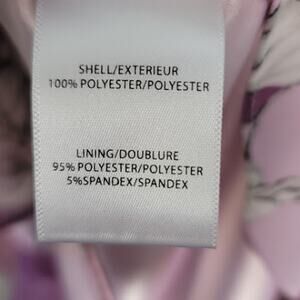 SHELL/EXTERIEUR
100% POLYESTER/POLYESTER
LINING/DOUBLURE
95% POLYESTER/POLYESTER
5%SPANDEX/SPANDEX